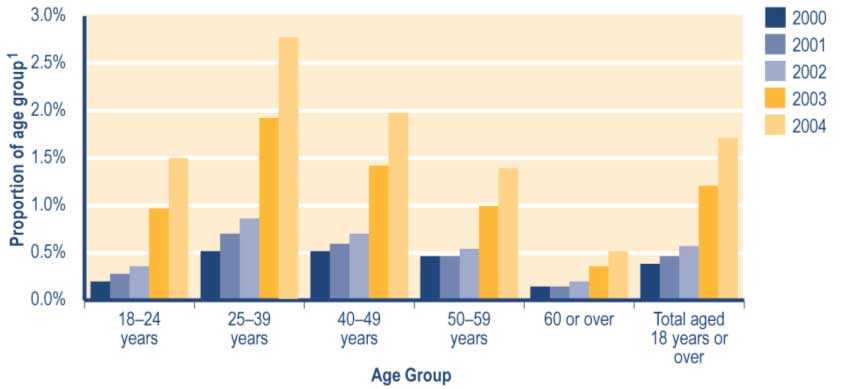 3.0%
2.5%
2.0%
1.5%
1.0%
0.5%
0.0%
Proportion of age group1
18–24
years
25–39
years
40–49
years
50–59
years
60 or over
Total aged
18 years or
over
Age Group
2000
2001
2002
2003
2004